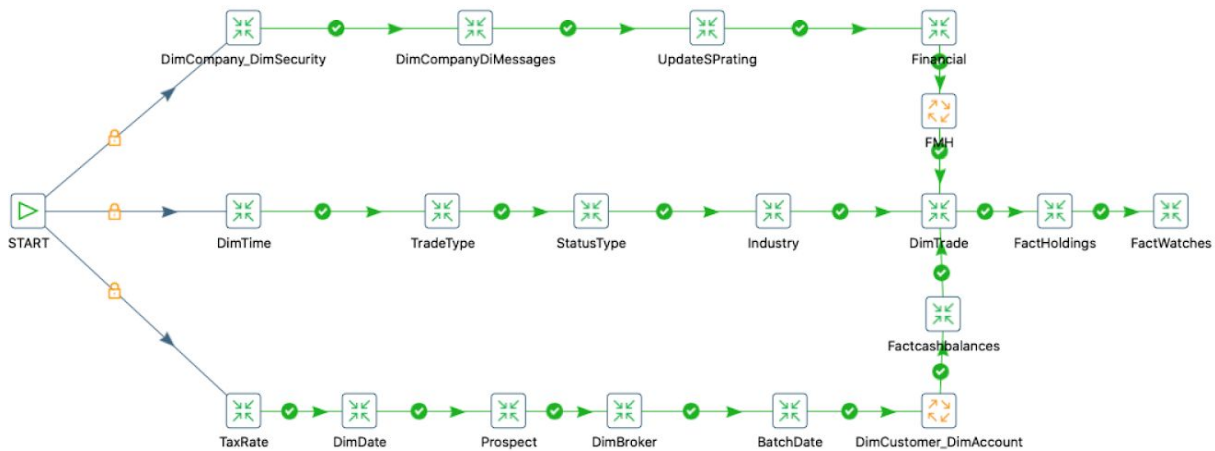 DimCompany_DimSecurity
DimCompanyDiMessages
UpdateSPrating
Financial
FMH
START
DimTime
TradeType
StatusType
Industry
DimTrade
FactHoldings
FactWatches
Factcashbalances
TaxRate
DimDate
Prospect
DimBroker
BatchDate
DimCustomer_DimAccount